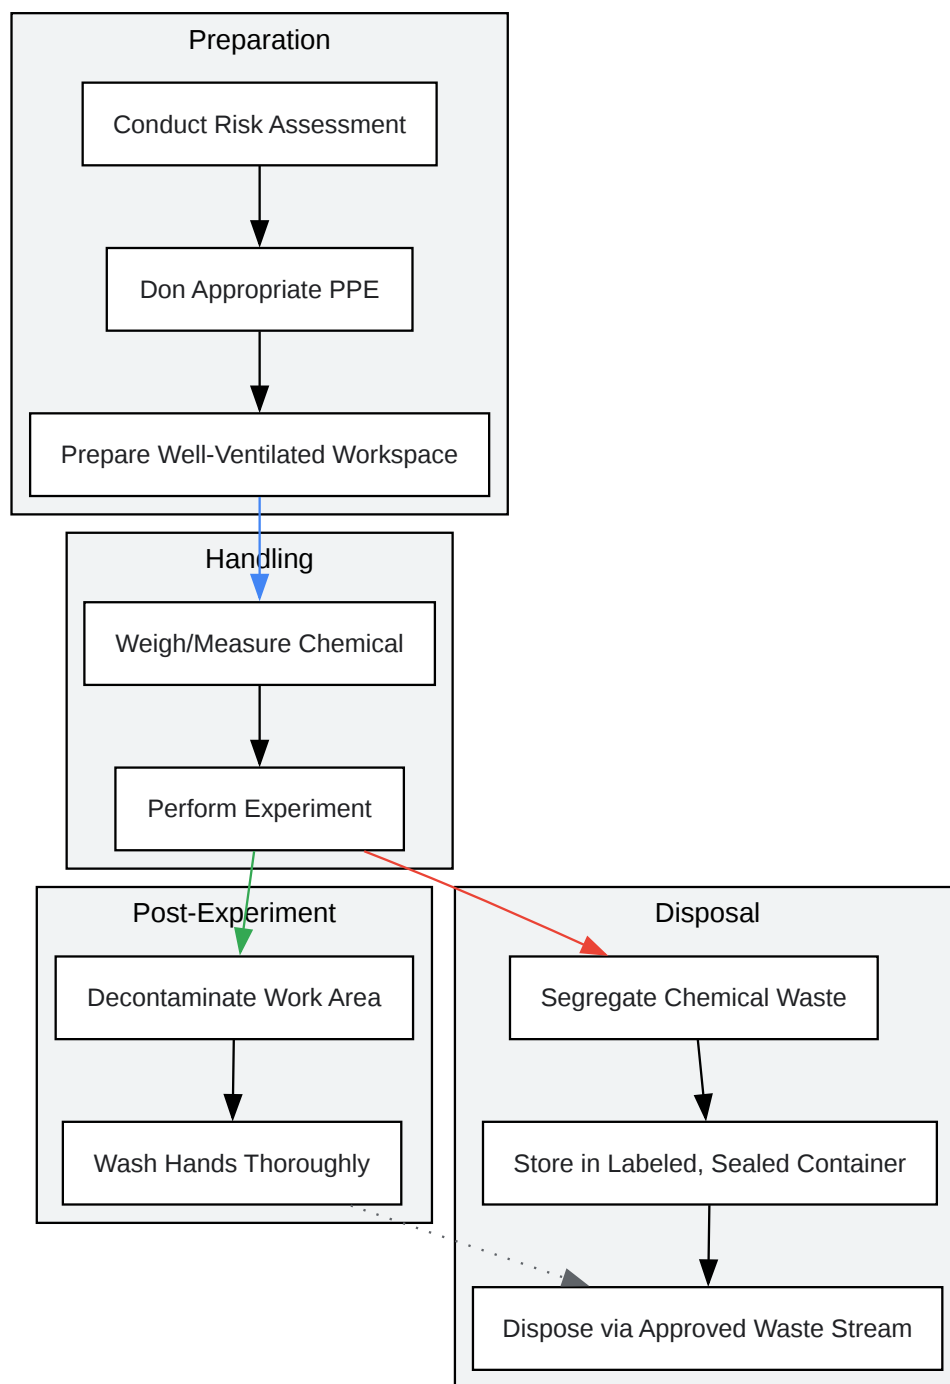 Preparation
Conduct Risk Assessment
Don Appropriate PPE
Prepare Well-Ventilated Workspace
Handling
Weigh/Measure Chemical
Perform Experiment
Post-Experiment
Decontaminate Work Area
Wash Hands Thoroughly
Disposal
Segregate Chemical Waste
Store in Labeled, Sealed Container
Dispose via Approved Waste Stream